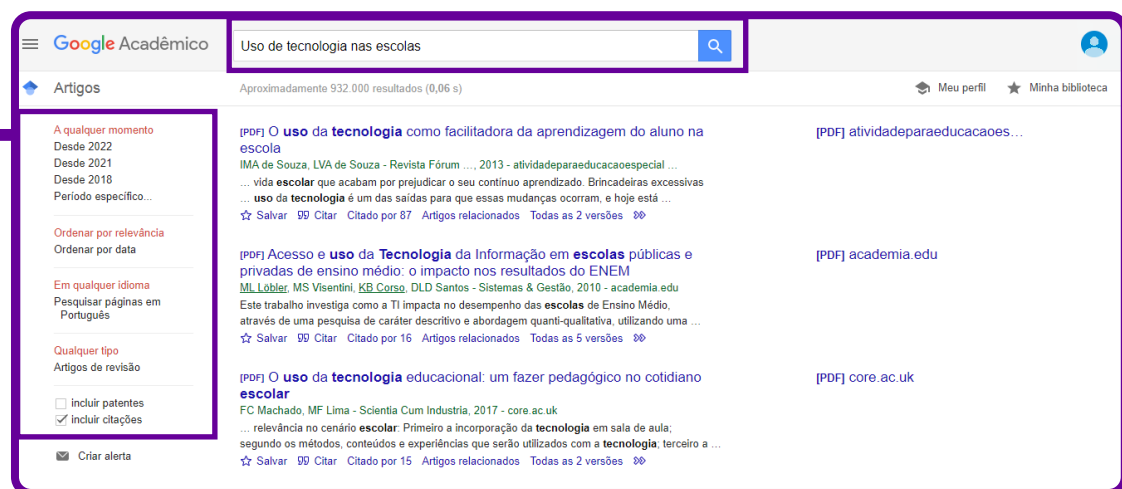 Google Acadêmico
Uso de tecnologia nas escolas
Artigos
Aproximadamente 932.000 resultados (0,06 s)
Meu perfil
Minha biblioteca
A qualquer momento
Desde 2022
Desde 2021
Desde 2018
Período específico...
Ordenar por relevância
Ordenar por data
Em qualquer idioma
Pesquisar páginas em
Português
Qualquer tipo
Artigos de revisão
incluir patentes
incluir citações
Criar alerta
[PDF] O uso da tecnologia como facilitadora da aprendizagem do aluno na
escola
IMA de Souza, LVA de Souza - Revista Fórum …, 2013 - atividadeparaeducacaoespecial …
… vida escolar que acabam por prejudicar o seu contínuo aprendizado. Brincadeiras excessivas
… uso da tecnologia é um das saídas para que essas mudanças ocorram, e hoje está …
Salvar Citar Citado por 87 Artigos relacionados Todas as 2 versões
[PDF] atividadeparaeducacaoes…
[PDF] Acesso e uso da Tecnologia da Informação em escolas públicas e
privadas de ensino médio: o impacto nos resultados do ENEM
ML Löbler, MS Visentini, KB Corso, DLD Santos - Sistemas & Gestão, 2010 - academia.edu
Este trabalho investiga como a TI impacta no desempenho das escolas de Ensino Médio,
através de uma pesquisa de caráter descritivo e abordagem quanti-qualitativa, utilizando uma …
Salvar Citar Citado por 16 Artigos relacionados Todas as 5 versões
[PDF] academia.edu
[PDF] O uso da tecnologia educacional: um fazer pedagógico no cotidiano
escolar
FC Machado, MF Lima - Scientia Cum Industria, 2017 - core.ac.uk
… relevância no cenário escolar: Primeiro a incorporação da tecnologia em sala de aula;
segundo os métodos, conteúdos e experiências que serão utilizados com a tecnologia; terceiro a …
Salvar Citar Citado por 15 Artigos relacionados Todas as 2 versões
[PDF] core.ac.uk